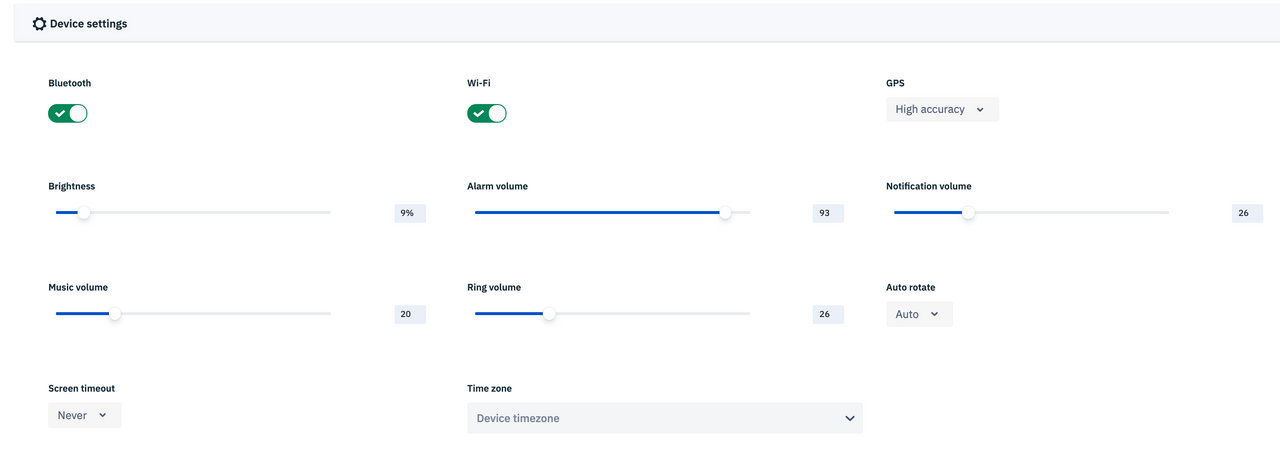 Device settings
Bluetooth
Wi-Fi
GPS
High accuracy
Brightness
9%
Alarm volume
93
Notification volume
26
Music volume
20
Ring volume
26
Auto rotate
Auto
Screen timeout
Never
Time zone
Device timezone